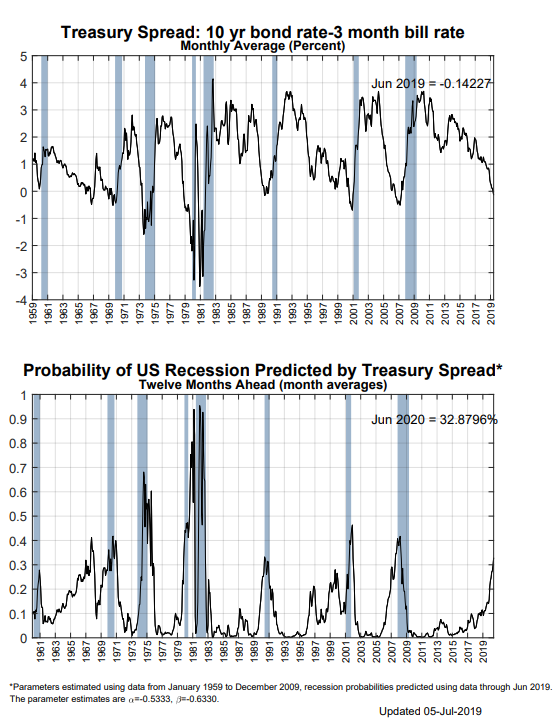 Treasury Spread: 10 yr bond rate-3 month bill rate
Monthly Average (Percent)
5
4
3
2
1
0
-1
-2
-3
-4
Jun 2019 = -0.14227
1959 1961 1963 1965 1967 1969 1971 1973 1975 1977 1979 1981 1983 1985 1987 1989 1991 1993 1995 1997 1999 2001 2003 2005 2007 2009 2011 2013 2015 2017 2019
Probability of US Recession Predicted by Treasury Spread*
Twelve Months Ahead (month averages)
1
0.9
0.8
0.7
0.6
0.5
0.4
0.3
0.2
0.1
0
Jun 2020 = 32.8796%
1961 1963 1965 1967 1969 1971 1973 1975 1977 1979 1981 1983 1985 1987 1989 1991 1993 1995 1997 1999 2001 2003 2005 2007 2009 2011 2013 2015 2017 2019
*Parameters estimated using data from January 1959 to December 2009, recession probabilities predicted using data through Jun 2019.
The parameter estimates are α=-0.5333, β=-0.6330.
Updated 05-Jul-2019